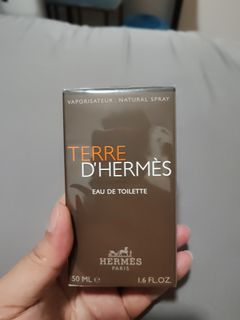 VAPORISATEUR · NATURAL SPRAY
TERRE
D'HERMÈS
EAU DE TOILETTE
HERMÈS
PARIS
50 ML ℮ 1.6 FL.OZ.